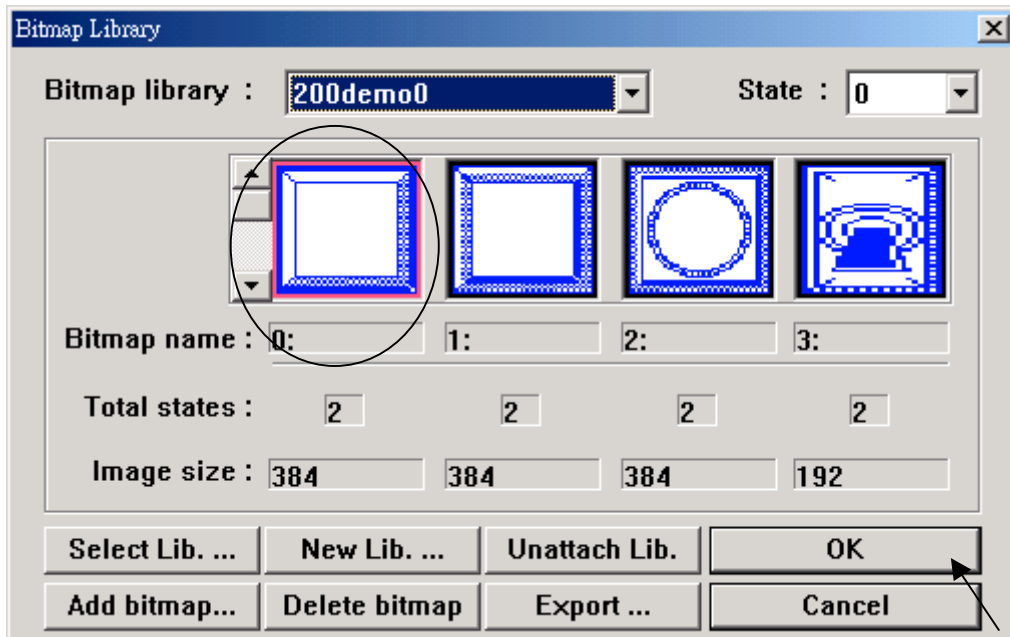 Bitmap Library
Bitmap library : 200demo0 State : 0
Bitmap name : 0: 1: 2: 3:
Total states : 2 2 2 2
Image size : 384 384 384 192
Select Lib. ... New Lib. ... Unattach Lib. OK
Add bitmap... Delete bitmap Export ... Cancel